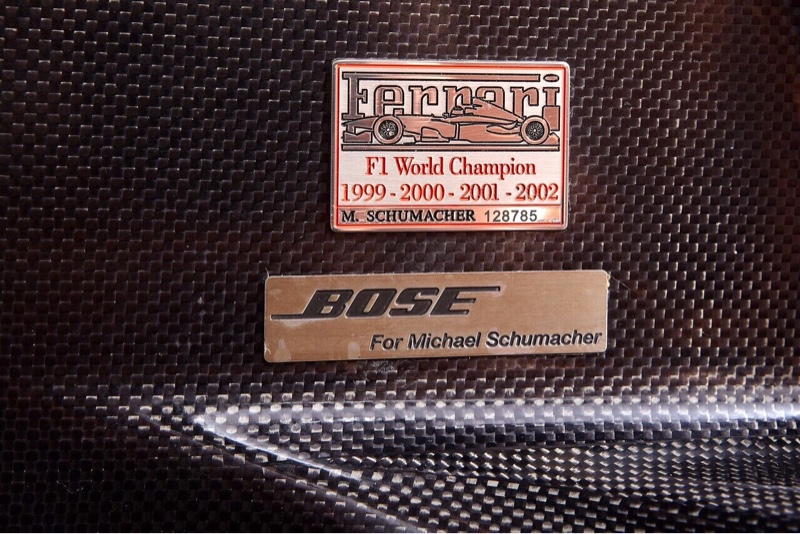 Ferrari
F1 World Champion
1999 - 2000 - 2001 - 2002
M. SCHUMACHER 128785
BOSE
For Michael Schumacher